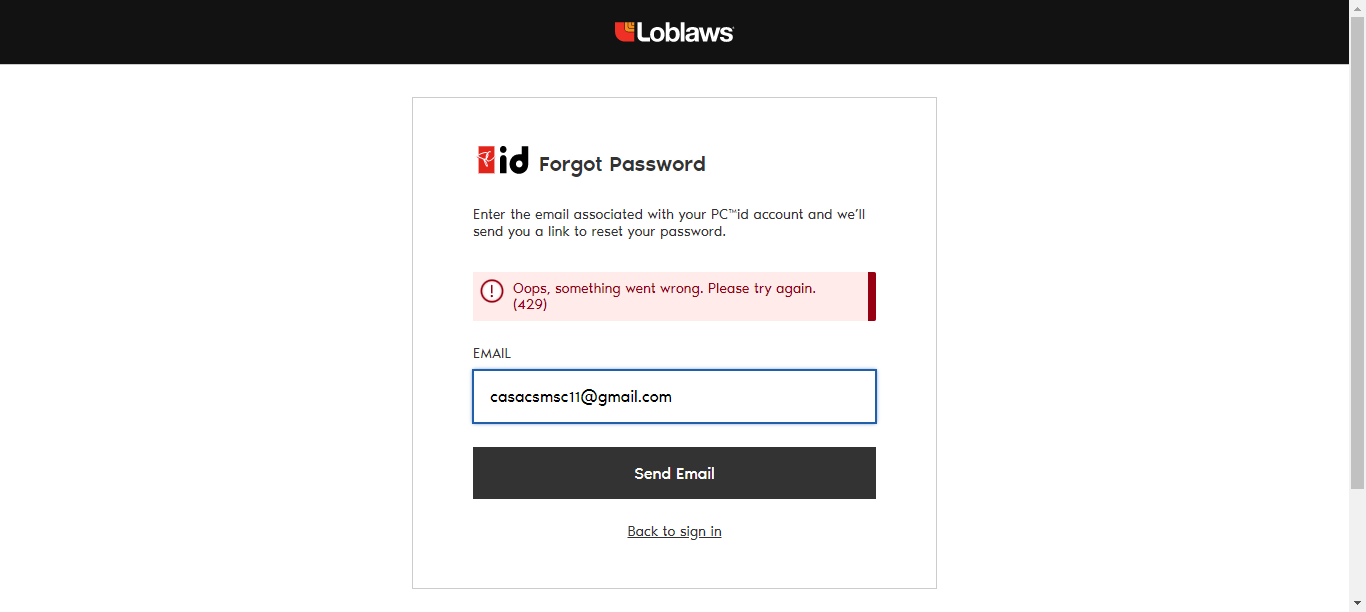 Loblaws
id Forgot Password
Enter the email associated with your PC™id account and we'll
send you a link to reset your password.
Oops, something went wrong. Please try again.
(429)
EMAIL
casacsmsc11@gmail.com
Send Email
Back to sign in